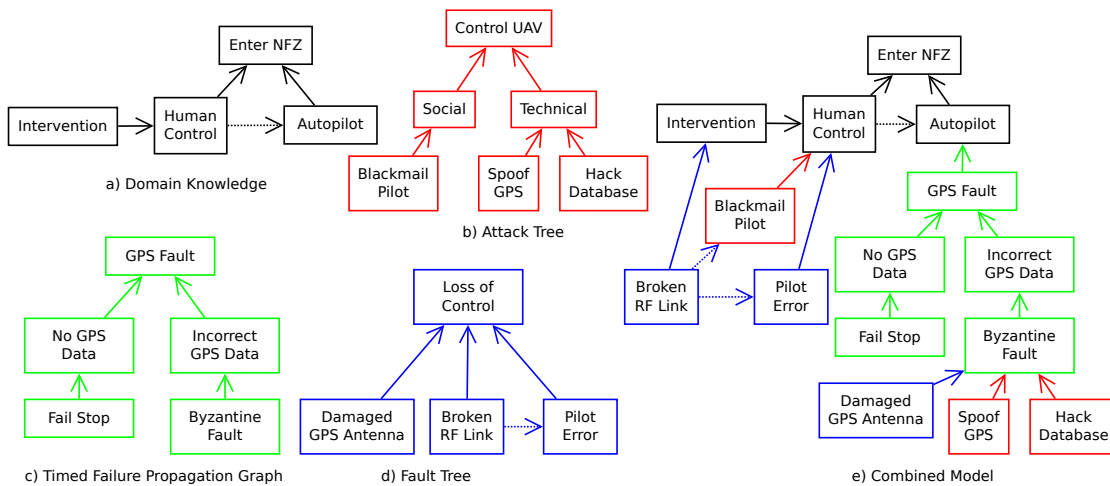 Enter NFZ
Intervention
Human
Control
Autopilot
a) Domain Knowledge
Control UAV
Social
Technical
Blackmail
Pilot
Spoof
GPS
Hack
Database
b) Attack Tree
GPS Fault
No GPS
Data
Incorrect
GPS Data
Fail Stop
Byzantine
Fault
c) Timed Failure Propagation Graph
Loss of
Control
Damaged
GPS Antenna
Broken
RF Link
Pilot
Error
d) Fault Tree
Enter NFZ
Intervention
Human
Control
Autopilot
GPS Fault
Blackmail
Pilot
No GPS
Data
Incorrect
GPS Data
Broken
RF Link
Pilot
Error
Fail Stop
Byzantine
Fault
Damaged
GPS Antenna
Spoof
GPS
Hack
Database
e) Combined Model